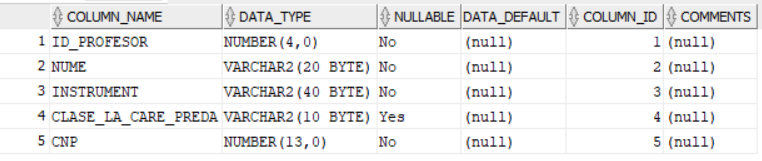 COLUMN_NAME DATA_TYPE NULLABLE DATA_DEFAULT COLUMN_ID COMMENTS
1 ID_PROFESOR NUMBER(4,0) No (null) 1 (null)
2 NUME VARCHAR2(20 BYTE) No (null) 2 (null)
3 INSTRUMENT VARCHAR2(40 BYTE) No (null) 3 (null)
4 CLASE_LA_CARE_PREDA VARCHAR2(10 BYTE) Yes (null) 4 (null)
5 CNP NUMBER(13,0) No (null) 5 (null)